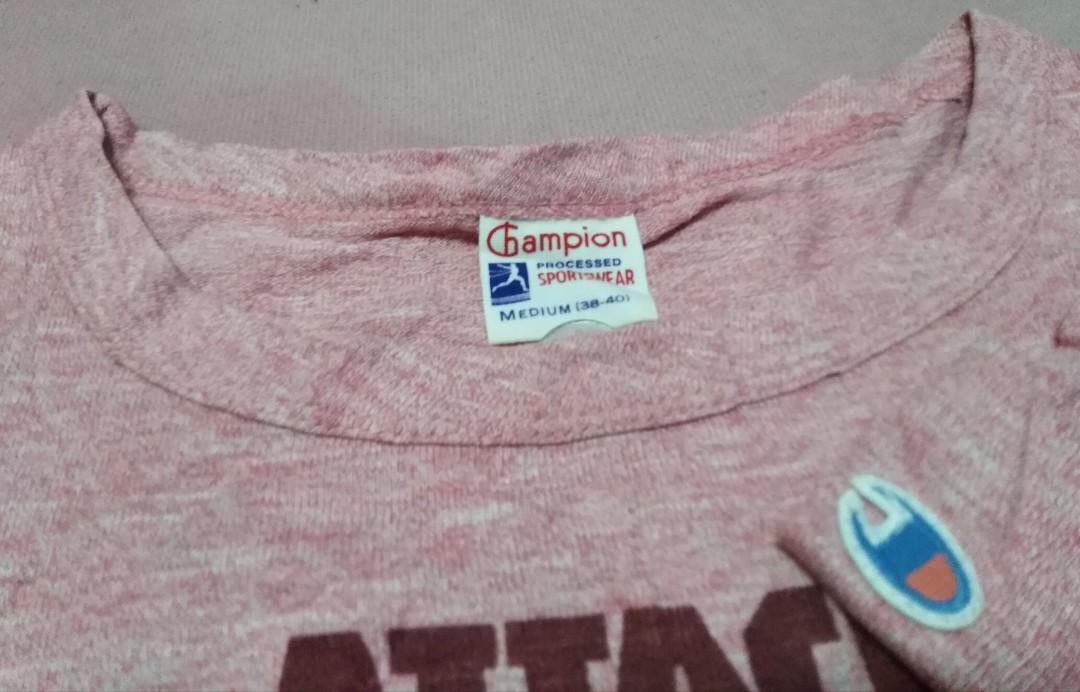 Champion
PROCESSED
SPORTSWEAR
MEDIUM (38-40)